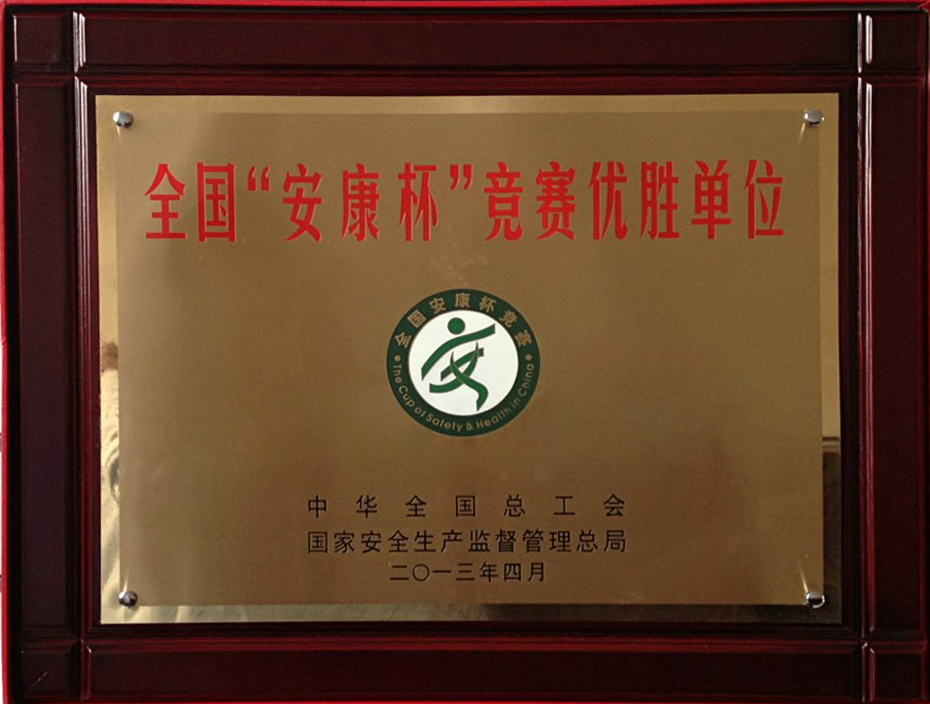 全国“安康杯”竞赛优胜单位
全国安康杯竞赛
The Cup of Safety & Health in China
中华全国总工会
国家安全生产监督管理总局
二〇一三年四月